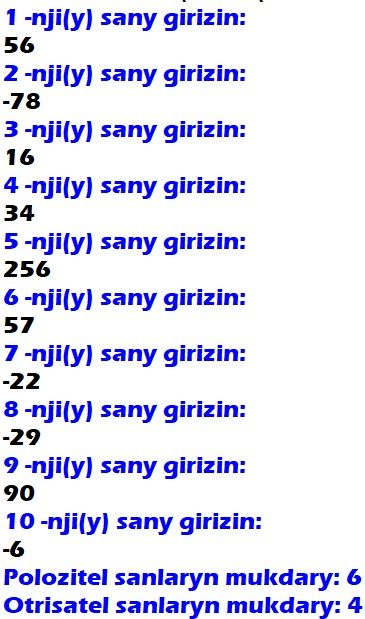 1 -nji(y) sany girizin:
56
2 -nji(y) sany girizin:
-78
3 -nji(y) sany girizin:
16
4 -nji(y) sany girizin:
34
5 -nji(y) sany girizin:
256
6 -nji(y) sany girizin:
57
7 -nji(y) sany girizin:
-22
8 -nji(y) sany girizin:
-29
9 -nji(y) sany girizin:
90
10 -nji(y) sany girizin:
-6
Polozitel sanlaryn mukdary: 6
Otrisatel sanlaryn mukdary: 4